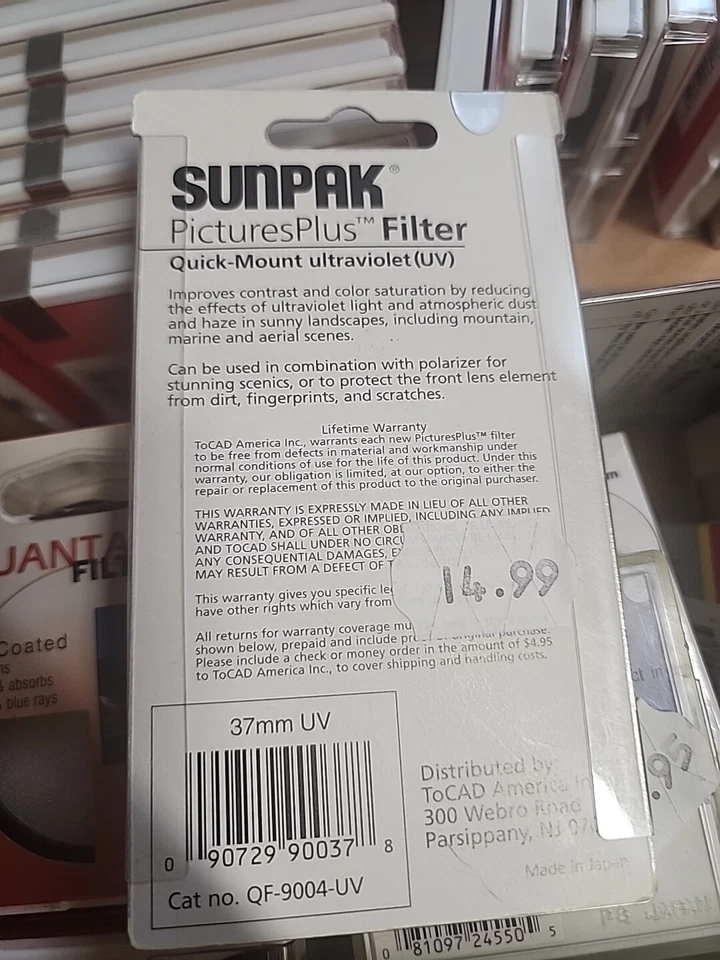 SUNPAK®
PicturesPlus™ Filter
Quick-Mount ultraviolet (UV)
Improves contrast and color saturation by reducing
the effects of ultraviolet light and atmospheric dust
and haze in sunny landscapes, including mountain,
marine and aerial scenes.
Can be used in combination with polarizer for
stunning scenics, or to protect the front lens element
from dirt, fingerprints, and scratches.
Lifetime Warranty
ToCAD America Inc., warrants each new PicturesPlus™ filter
to be free from defects in material and workmanship under
normal conditions of use for the life of this product. Under this
warranty, our obligation is limited, at our option, to either the
repair or replacement of this product to the original purchaser.
THIS WARRANTY IS EXPRESSLY MADE IN LIEU OF ALL OTHER
WARRANTIES, EXPRESSED OR IMPLIED, INCLUDING ANY IMPLIED
WARRANTY, AND OF ALL OTHER
AND TOCAD SHALL UNDER NO
ANY CONSEQUENTIAL DAMAGES,
MAY RESULT FROM A DEFECT OF
14.99
This warranty gives you specific
have other rights which vary from
All returns for warranty coverage
shown below, prepaid and include original purchase.
Please include a check or money order in the amount of $4.95
to ToCAD America Inc., to cover shipping and handling costs.
37mm UV
0 90729 90037 8
Cat no. QF-9004-UV
Distributed by:
ToCAD America
300 Webro Road
Parsippany, NJ
Made in Japan
Coated
& absorbs
blue rays
.95
0 81097 24550 5